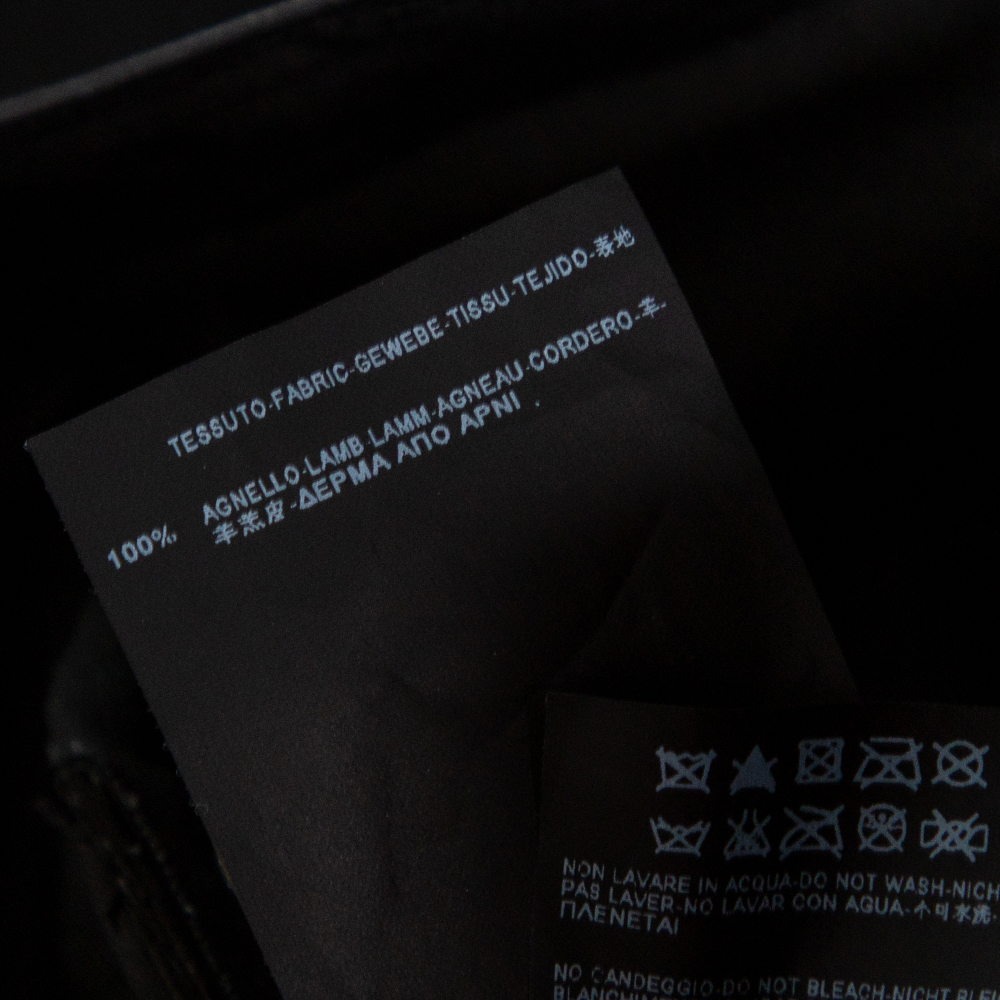 TESSUTO-FABRIC-GEWEBE-TISSU-TEJIDO-表地
100% AGNELLO-LAMB-LAMM-AGNEAU-CORDERO-羊-
羊羔皮-ΔΕΡΜΑ ΑΠΟ ΑΡΝΙ .
NON LAVARE IN ACQUA-DO NOT WASH-NICH
PAS LAVER-NO LAVAR CON AGUA-不可水洗-
ΠΛΕΝΕΤΑΙ
NO CANDEGGIO-DO NOT BLEACH-NICHT BLEI